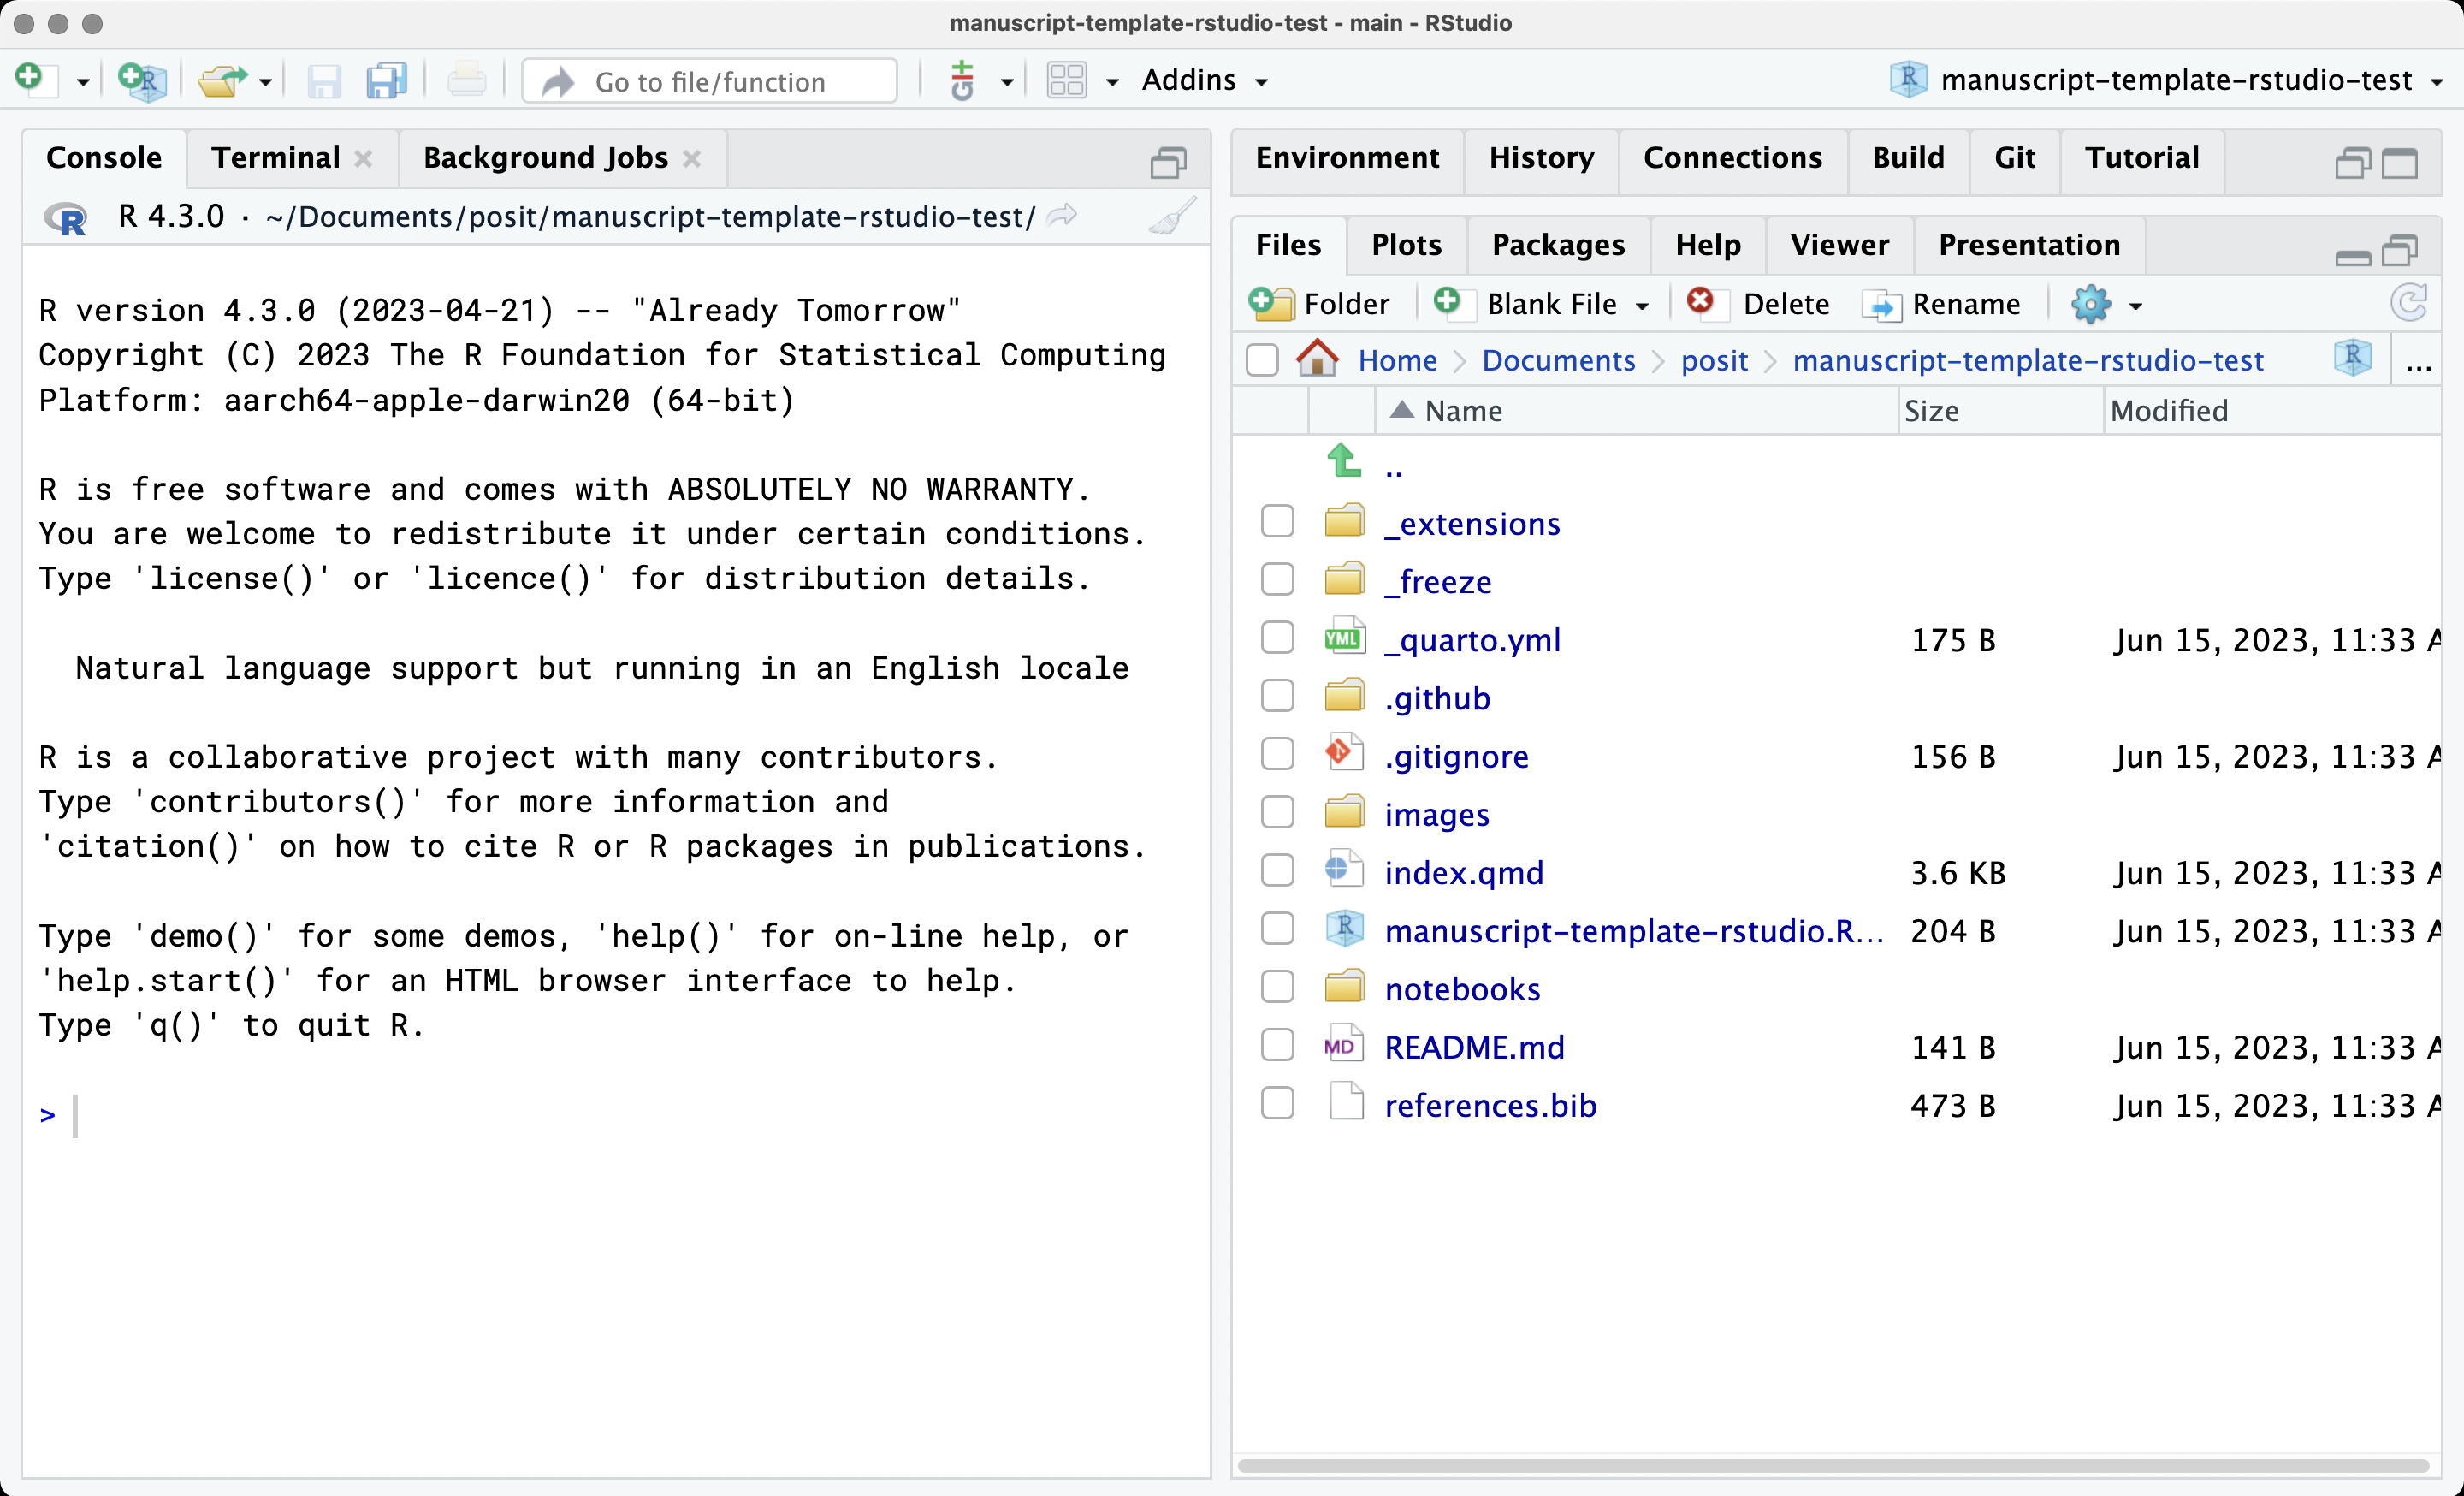 manuscript-template-rstudio-test - main - RStudio
Go to file/function
Addins
manuscript-template-rstudio-test
Console Terminal Background Jobs
R 4.3.0 · ~/Documents/posit/manuscript-template-rstudio-test/
R version 4.3.0 (2023-04-21) -- "Already Tomorrow"
Copyright (C) 2023 The R Foundation for Statistical Computing
Platform: aarch64-apple-darwin20 (64-bit)
R is free software and comes with ABSOLUTELY NO WARRANTY.
You are welcome to redistribute it under certain conditions.
Type 'license()' or 'licence()' for distribution details.
Natural language support but running in an English locale
R is a collaborative project with many contributors.
Type 'contributors()' for more information and
'citation()' on how to cite R or R packages in publications.
Type 'demo()' for some demos, 'help()' for on-line help, or
'help.start()' for an HTML browser interface to help.
Type 'q()' to quit R.
>
Environment History Connections Build Git Tutorial
Files Plots Packages Help Viewer Presentation
Folder Blank File Delete Rename
Home Documents posit manuscript-template-rstudio-test ...
Name Size Modified
..
_extensions
_freeze
YML _quarto.yml 175 B Jun 15, 2023, 11:33 A
.github
.gitignore 156 B Jun 15, 2023, 11:33 A
images
index.qmd 3.6 KB Jun 15, 2023, 11:33 A
manuscript-template-rstudio.R... 204 B Jun 15, 2023, 11:33 A
notebooks
MD README.md 141 B Jun 15, 2023, 11:33 A
references.bib 473 B Jun 15, 2023, 11:33 A